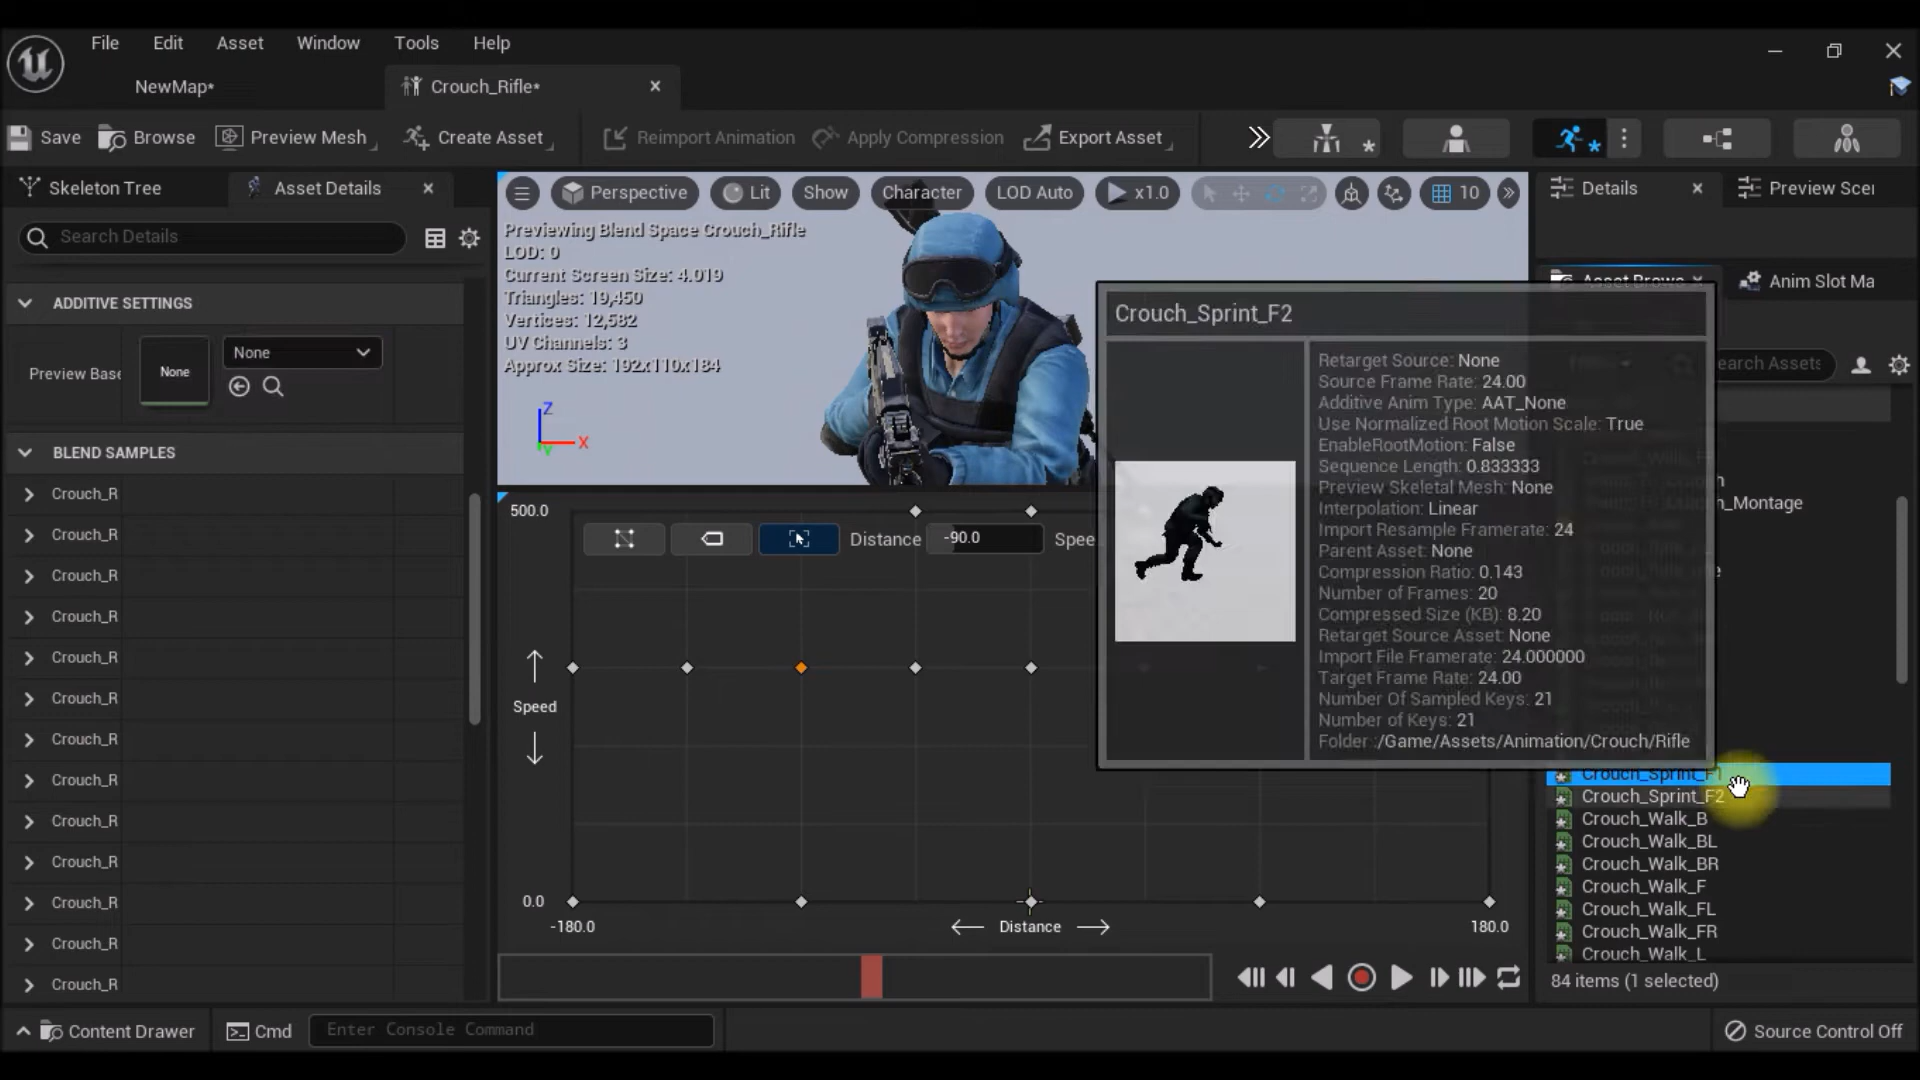 File Edit Asset Window Tools Help
NewMap*
Crouch_Rifle*
Save Browse Preview Mesh Create Asset Reimport Animation Apply Compression Export Asset
Skeleton Tree
Asset Details
Search Details
ADDITIVE SETTINGS
Preview Base
None
None
BLEND SAMPLES
Crouch_R
Crouch_R
Crouch_R
Crouch_R
Crouch_R
Crouch_R
Crouch_R
Crouch_R
Crouch_R
Crouch_R
Crouch_R
Crouch_R
Crouch_R
Perspective Lit Show Character LOD Auto x1.0 10
Previewing Blend Space Crouch_Rifle
LOD: 0
Current Screen Size: 4.019
Triangles: 19,450
Vertices: 12,582
UV Channels: 3
Approx Size: 192x110x184
Z
X
Y
500.0
Distance -90.0 Spee
Speed
0.0
-180.0
Distance
180.0
Details
Preview Scer
Asset Brows
Anim Slot Ma
earch Assets
Crouch_Sprint_F2
Retarget Source: None
Source Frame Rate: 24.00
Additive Anim Type: AAT_None
Use Normalized Root Motion Scale: True
EnableRootMotion: False
Sequence Length: 0.833333
Preview Skeletal Mesh: None
Interpolation: Linear
Import Resample Framerate: 24
Parent Asset: None
Compression Ratio: 0.143
Number of Frames: 20
Compressed Size (KB): 8.20
Retarget Source Asset: None
Import File Framerate: 24.000000
Target Frame Rate: 24.00
Number Of Sampled Keys: 21
Number of Keys: 21
Folder :/Game/Assets/Animation/Crouch/Rifle
h_Montage
Crouch_Sprint_F1
Crouch_Sprint_F2
Crouch_Walk_B
Crouch_Walk_BL
Crouch_Walk_BR
Crouch_Walk_F
Crouch_Walk_FL
Crouch_Walk_FR
Crouch_Walk_L
84 items (1 selected)
Content Drawer
Cmd
Enter Console Command
Source Control Off